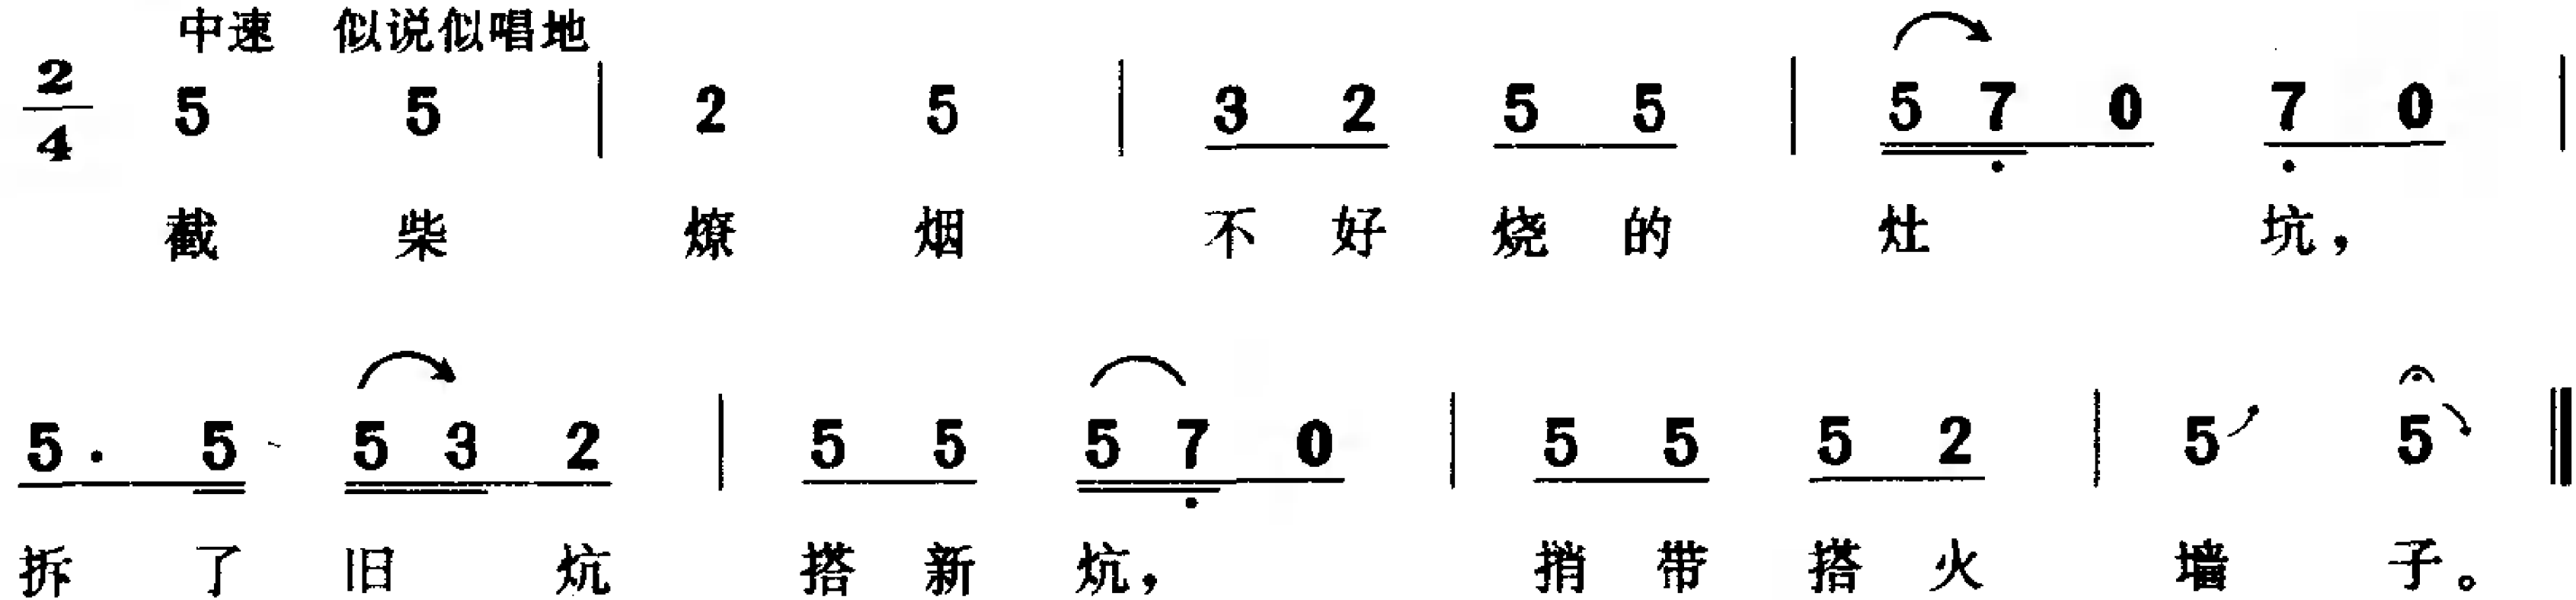 中速 似说似唱地
2/4 5 5 | 2 5 | 3 2 5 5 | 5 7 0 7 0 |
截 柴 燎 烟 不 好 烧 的 灶 坑，
5 . 5 5 3 2 | 5 5 5 7 0 | 5 5 5 2 | 5 5 ‖
拆 了 旧 炕 搭 新 炕， 捎 带 搭 火 墙 子。